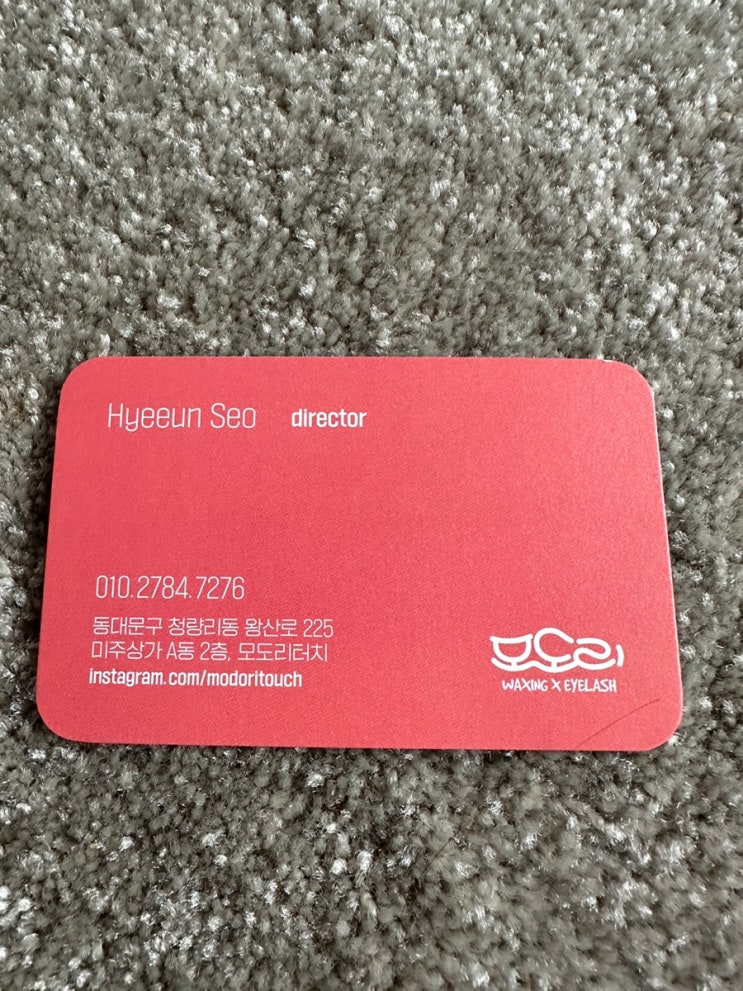 Hyeeun Seo director
010.2784.7276
동대문구 청량리동 왕산로 225
미주상가 A동 2층, 모도리터치
instagram.com/modoritouch
모도리
WAXING X EYELASH